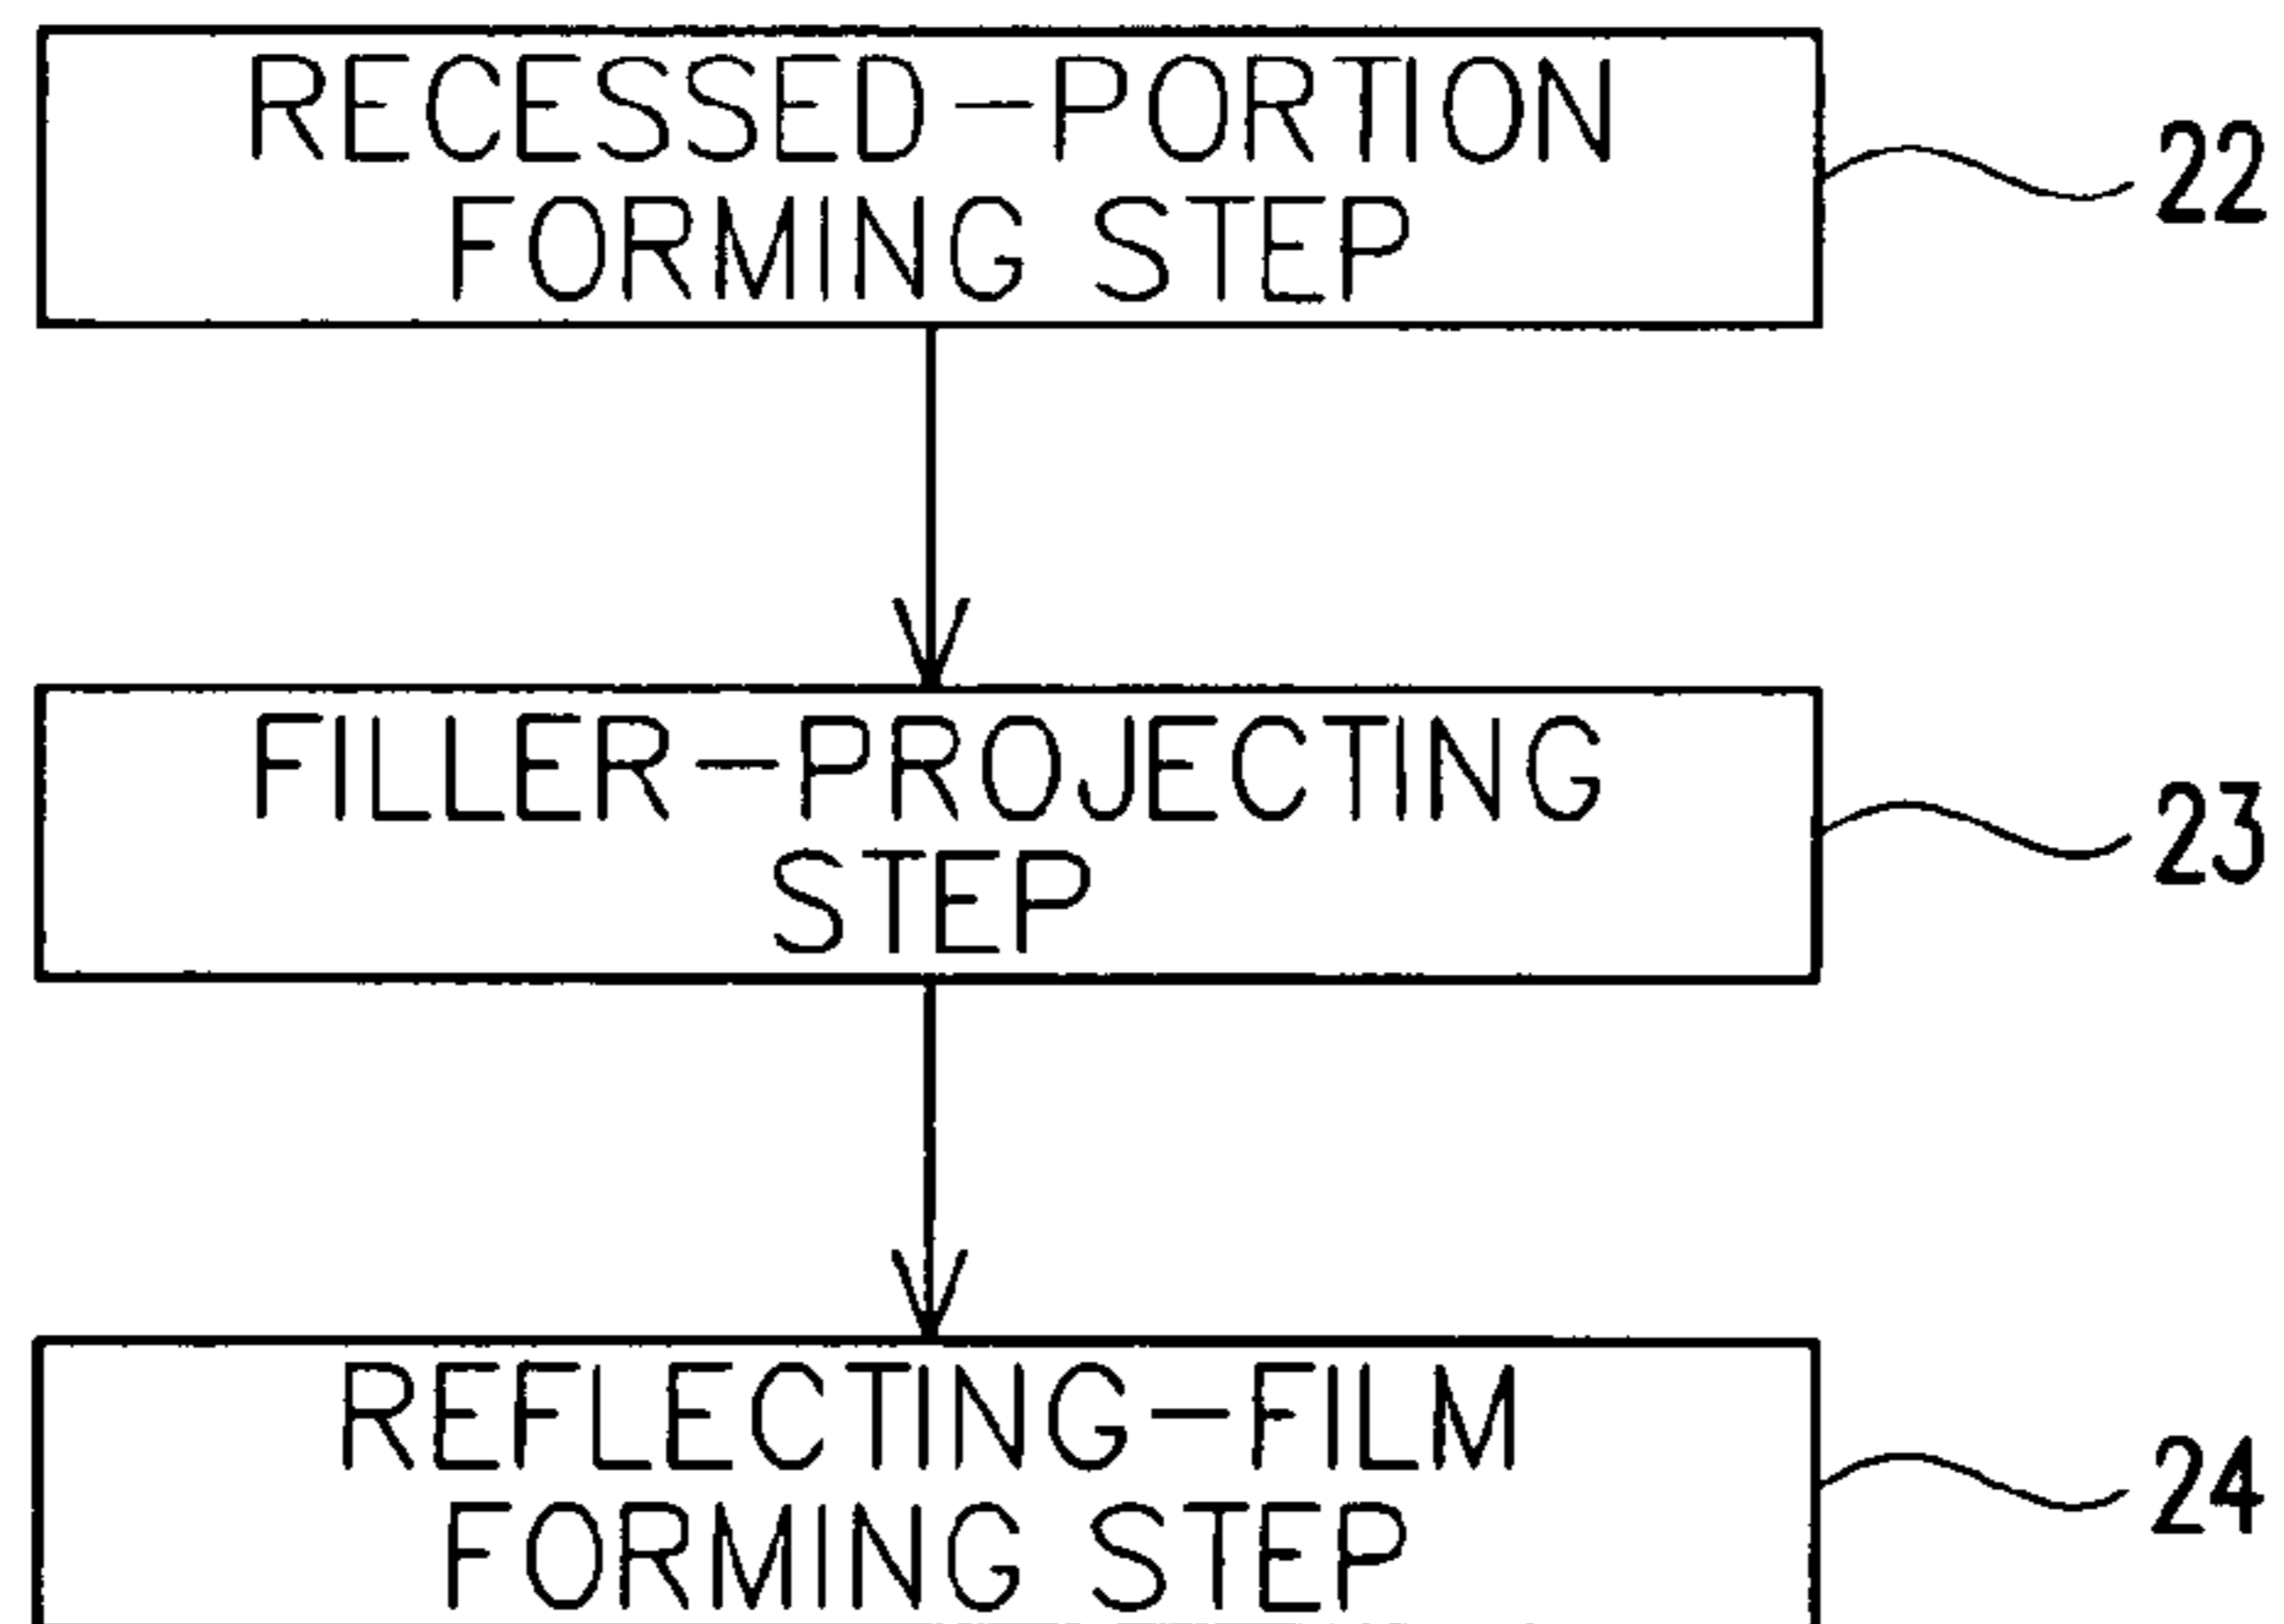 RECESSED-PORTION
FORMING STEP
22
FILLER-PROJECTING
STEP
23
REFLECTING-FILM
FORMING STEP
24